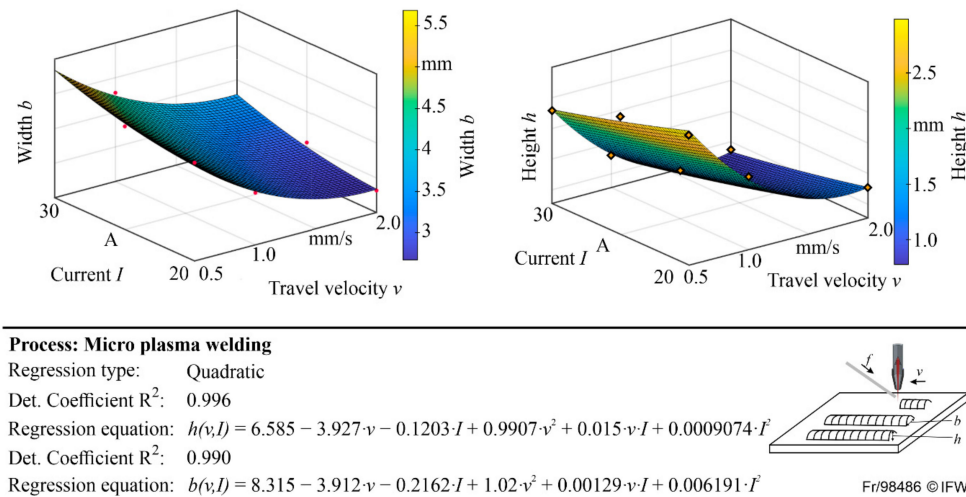 5.5
mm
4.5
4
3.5
3
Width b
Width b
30
A
Current I
20 0.5
1.0
mm/s
2.0
Travel velocity v
2.5
mm
1.5
1.0
Height h
Height h
30
A
Current I
20 0.5
1.0
mm/s
2.0
Travel velocity v
Process: Micro plasma welding
Regression type: Quadratic
Det. Coefficient R²: 0.996
Regression equation: h(v,I) = 6.585 − 3.927·v − 0.1203·I + 0.9907·v² + 0.015·v·I + 0.0009074·I²
Det. Coefficient R²: 0.990
Regression equation: b(v,I) = 8.315 − 3.912·v − 0.2162·I + 1.02·v² + 0.00129·v·I + 0.006191·I²
f
v
b
h
Fr/98486 © IFW